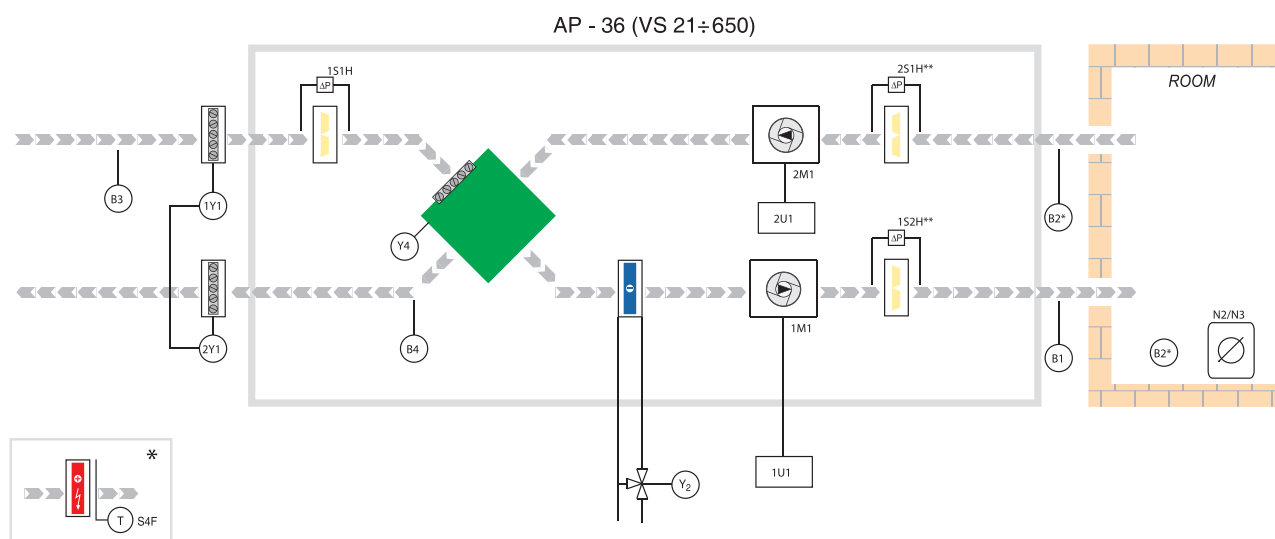 AP - 36 (VS 21÷650)
1S1H
ΔP
2S1H**
ΔP
ROOM
B3
1Y1
2M1
2U1
B2*
Y4
1S2H**
ΔP
1M1
2Y1
B4
B1
B2*
N2/N3
*
T
S4F
1U1
Y2